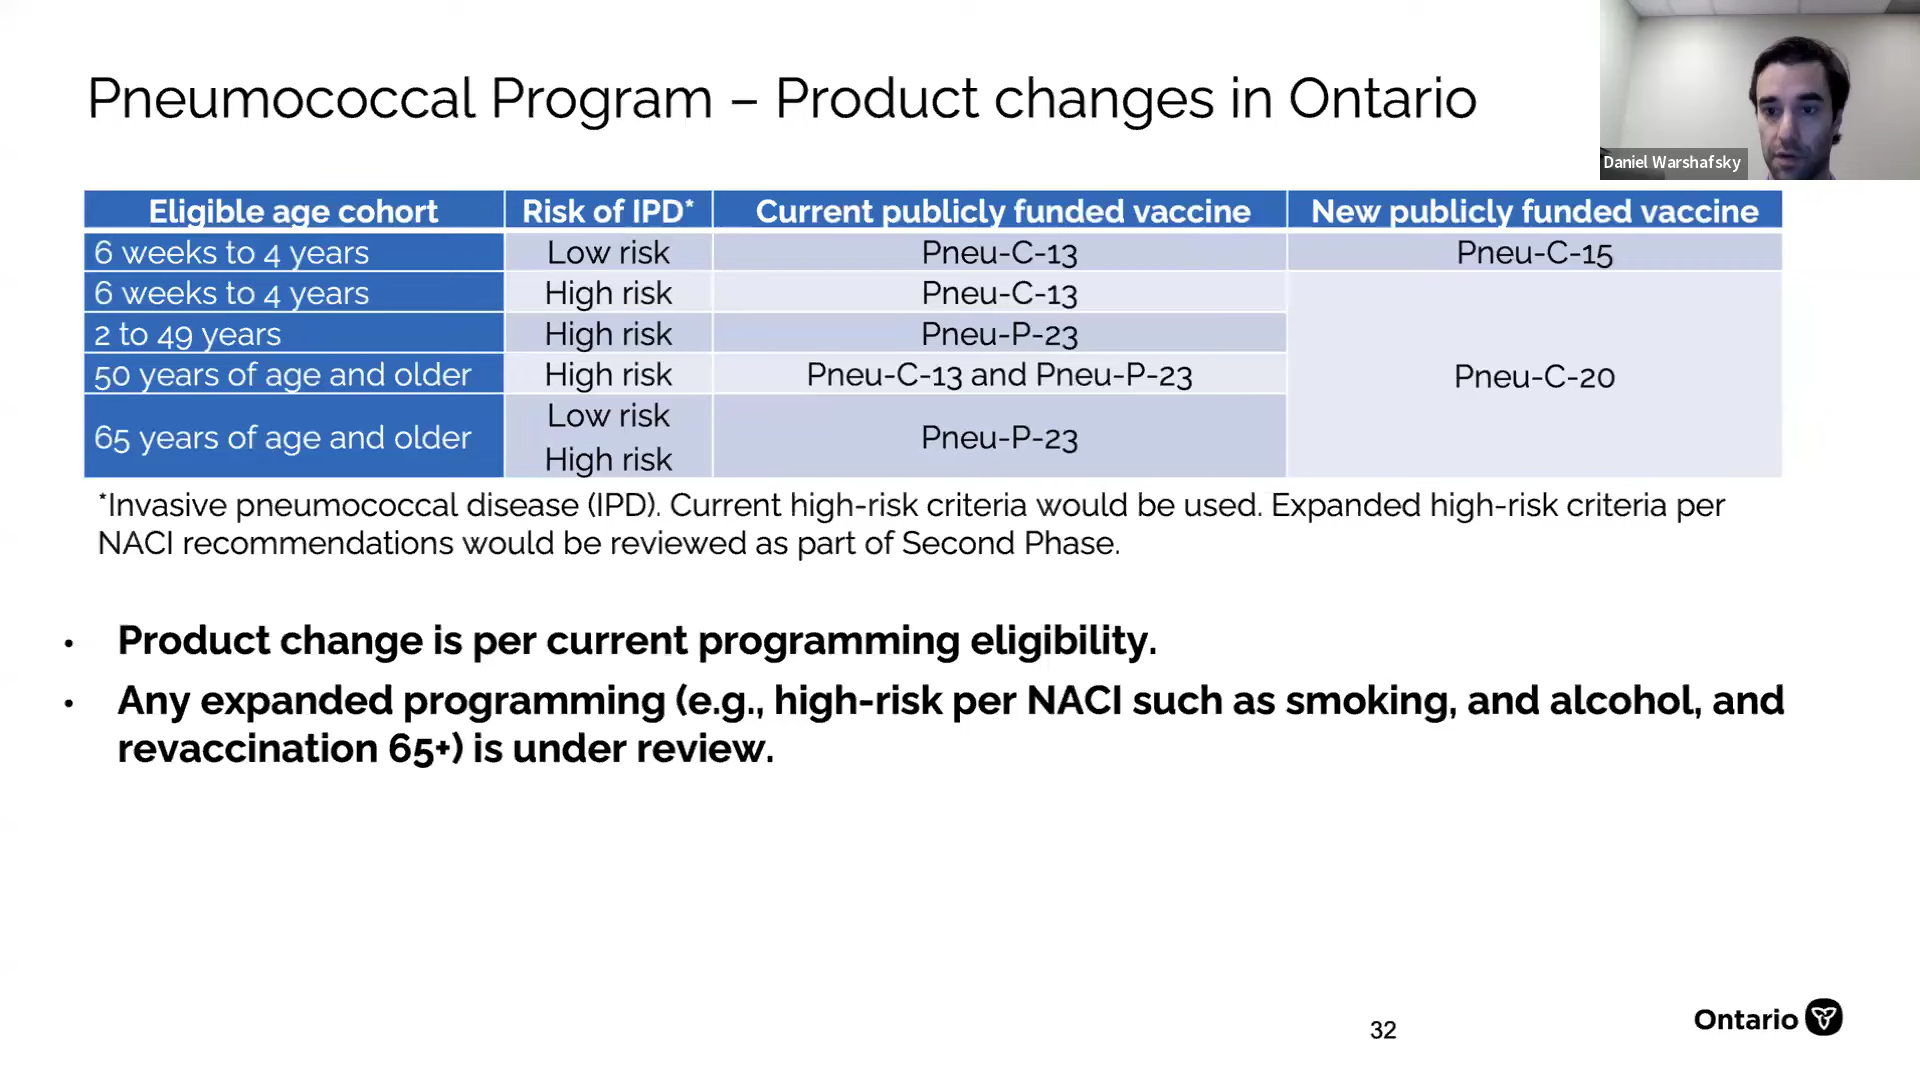 Pneumococcal Program – Product changes in Ontario
Daniel Warshafsky
Eligible age cohort Risk of IPD* Current publicly funded vaccine New publicly funded vaccine
6 weeks to 4 years Low risk Pneu-C-13 Pneu-C-15
6 weeks to 4 years High risk Pneu-C-13
2 to 49 years High risk Pneu-P-23
50 years of age and older High risk Pneu-C-13 and Pneu-P-23 Pneu-C-20
Low risk
65 years of age and older Pneu-P-23
High risk
*Invasive pneumococcal disease (IPD). Current high-risk criteria would be used. Expanded high-risk criteria per
NACI recommendations would be reviewed as part of Second Phase.
• Product change is per current programming eligibility.
• Any expanded programming (e.g., high-risk per NACI such as smoking, and alcohol, and
revaccination 65+) is under review.
32
Ontario